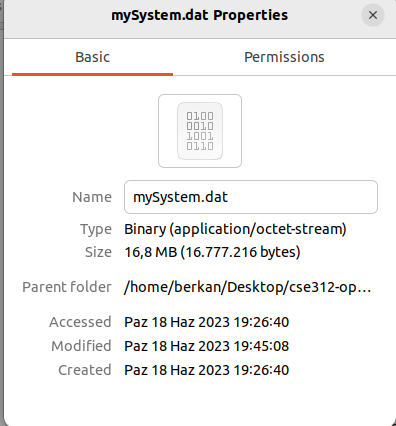 mySystem.dat Properties
Basic Permissions
0100
0010
1001
0110
Name mySystem.dat
Type Binary (application/octet-stream)
Size 16,8 MB (16.777.216 bytes)
Parent folder /home/berkan/Desktop/cse312-op…
Accessed Paz 18 Haz 2023 19:26:40
Modified Paz 18 Haz 2023 19:45:08
Created Paz 18 Haz 2023 19:26:40